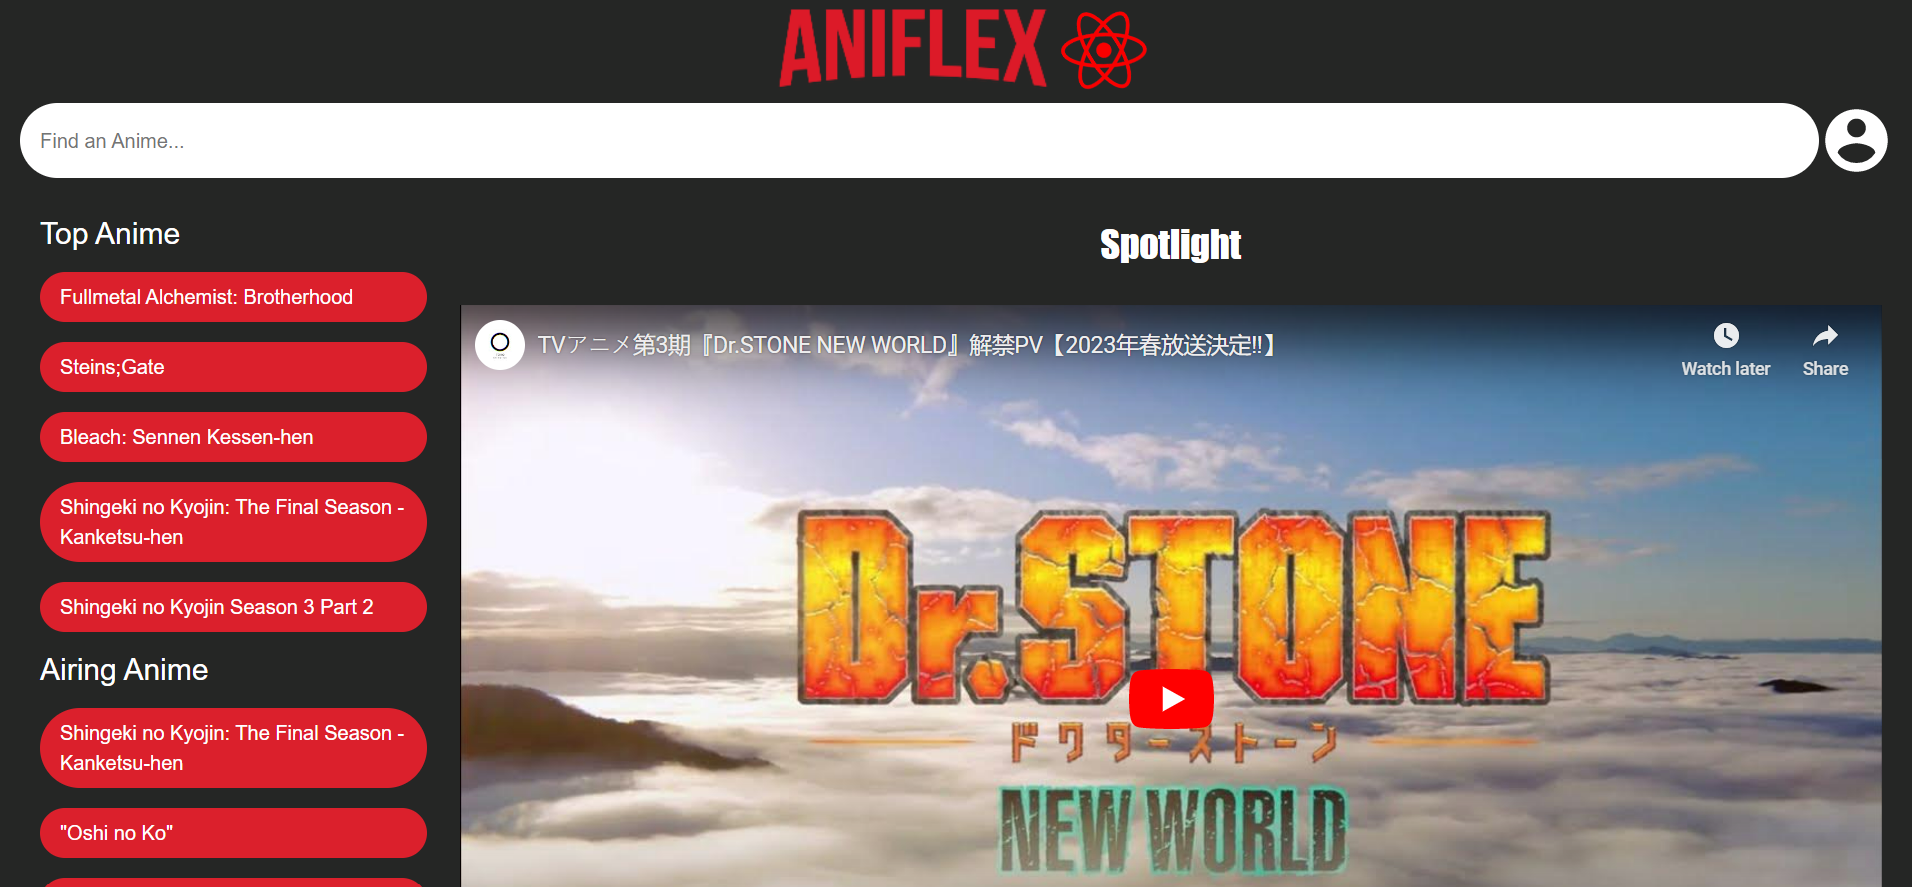 ANIFLEX
Find an Anime...
Top Anime
Fullmetal Alchemist: Brotherhood
Steins;Gate
Bleach: Sennen Kessen-hen
Shingeki no Kyojin: The Final Season -
Kanketsu-hen
Shingeki no Kyojin Season 3 Part 2
Airing Anime
Shingeki no Kyojin: The Final Season -
Kanketsu-hen
"Oshi no Ko"
Spotlight
TVアニメ第3期『Dr.STONE NEW WORLD』解禁PV【2023年春放送決定!!】
Watch later
Share
Dr.STONE
ドクターストーン
NEW WORLD